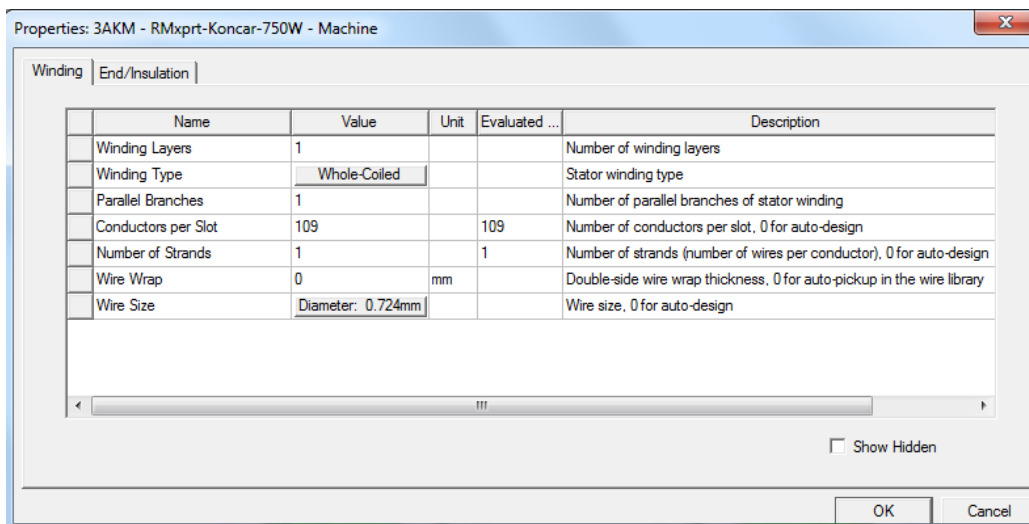 Properties: 3AKM - RMxprt-Koncar-750W - Machine
Winding End/Insulation
Name Value Unit Evaluated ... Description
Winding Layers 1 Number of winding layers
Winding Type Whole-Coiled Stator winding type
Parallel Branches 1 Number of parallel branches of stator winding
Conductors per Slot 109 109 Number of conductors per slot, 0 for auto-design
Number of Strands 1 1 Number of strands (number of wires per conductor), 0 for auto-design
Wire Wrap 0 mm Double-side wire wrap thickness, 0 for auto-pickup in the wire library
Wire Size Diameter: 0.724mm Wire size, 0 for auto-design
Show Hidden
OK Cancel